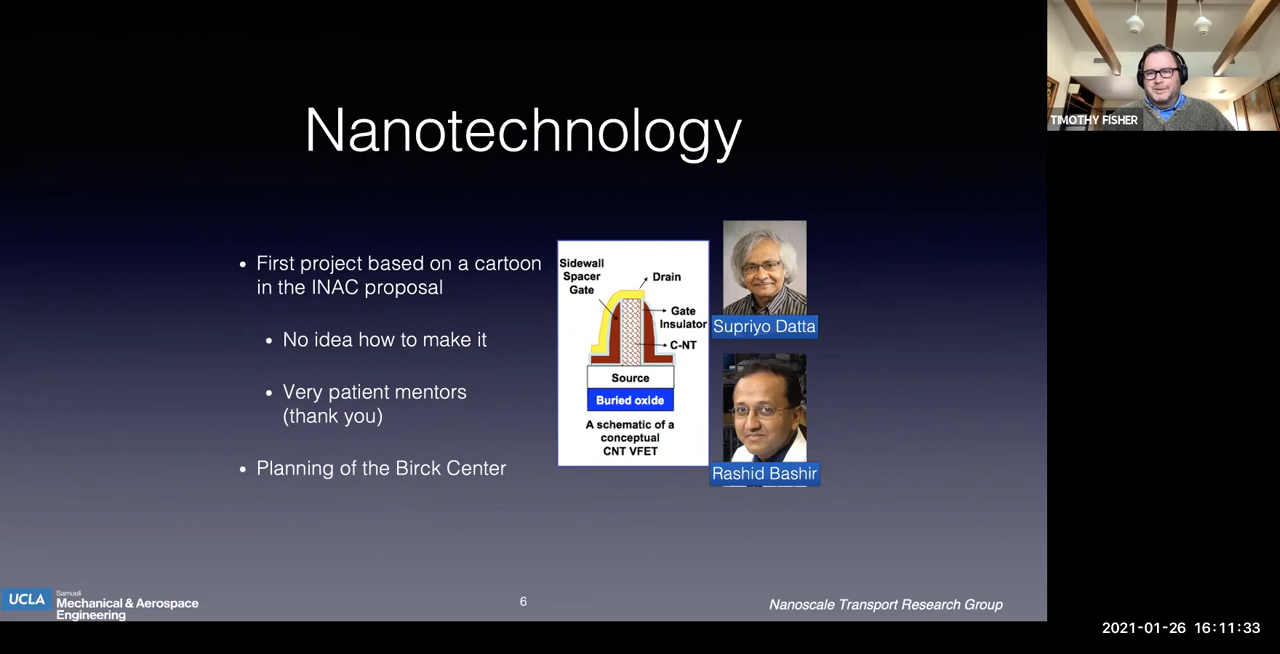 Nanotechnology
• First project based on a cartoon
in the INAC proposal
• No idea how to make it
• Very patient mentors
(thank you)
• Planning of the Birck Center
Sidewall
Spacer
Gate
Drain
Gate
Insulator
C-NT
Source
Buried oxide
A schematic of a
conceptual
CNT VFET
Supriyo Datta
Rashid Bashir
UCLA
Samueli
Mechanical & Aerospace
Engineering
6
Nanoscale Transport Research Group
TIMOTHY FISHER
2021-01-26 16:11:33